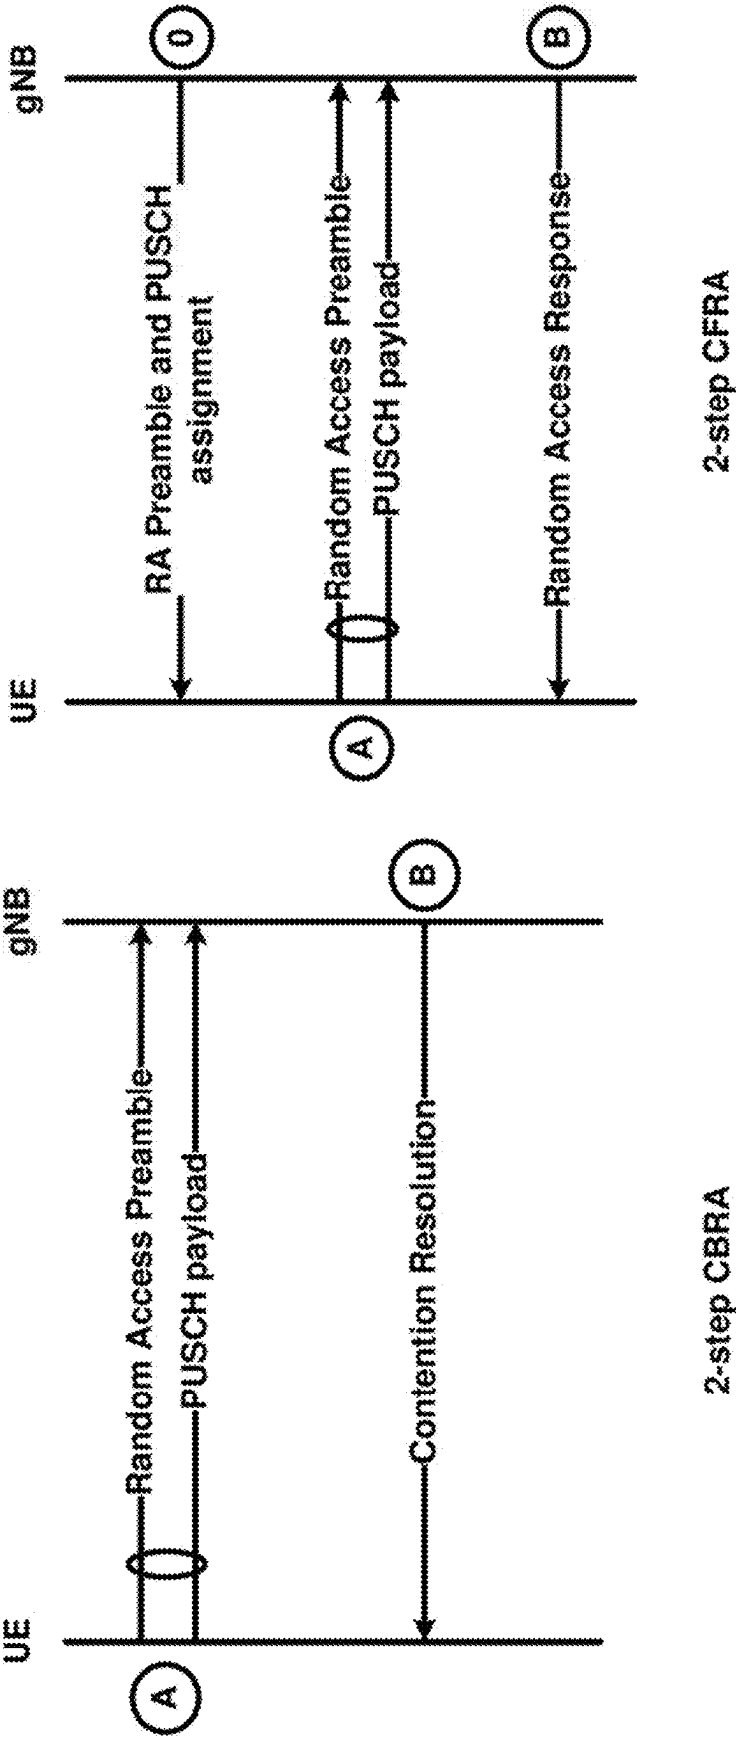 UE
gNB
A
Random Access Preamble
PUSCH payload
B
Contention Resolution
2-step CBRA
UE
gNB
0
RA Preamble and PUSCH
assignment
A
Random Access Preamble
PUSCH payload
B
Random Access Response
2-step CFRA